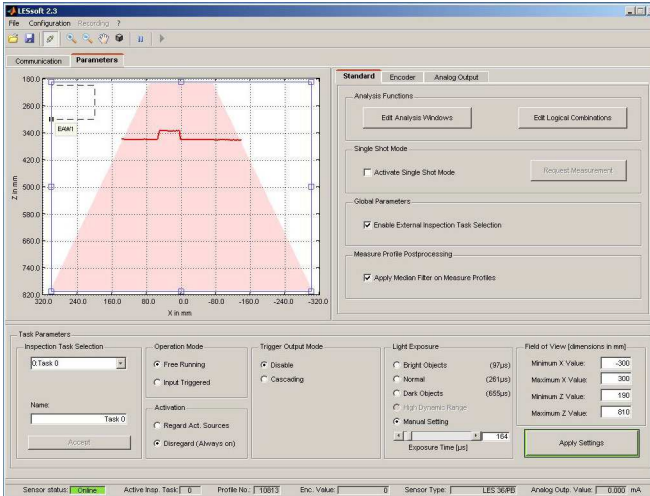 LESsoft 2.3
File Configuration Recording ?
Communication Parameters
180.0
260.0
340.0
420.0
500.0
580.0
660.0
740.0
820.0
Z in mm
EAW1
320.0 240.0 160.0 80.0 0.0 -80.0 -160.0 -240.0 -320.0
X in mm
Standard Encoder Analog Output
Analysis Functions
Edit Analysis Windows Edit Logical Combinations
Single Shot Mode
Activate Single Shot Mode Request Measurement
Global Parameters
Enable External Inspection Task Selection
Measure Profile Postprocessing
Apply Median Filter on Measure Profiles
Task Parameters
Inspection Task Selection
0:Task 0
Name:
Task 0
Accept
Operation Mode
Free Running
Input Triggered
Activation
Regard Act. Sources
Disregard (Always on)
Trigger Output Mode
Disable
Cascading
Light Exposure
Bright Objects (97µs)
Normal (261µs)
Dark Objects (655µs)
High Dynamic Range
Manual Setting
164
Exposure Time [µs]
Field of View [dimensions in mm]
Minimum X Value: -300
Maximum X Value: 300
Minimum Z Value: 190
Maximum Z Value: 810
Apply Settings
Sensor status: Online Active Insp. Task: 0 Profile No.: 10813 Enc. Value: 0 Sensor Type: LES 36/PB Analog Outp. Value: 0.000 mA